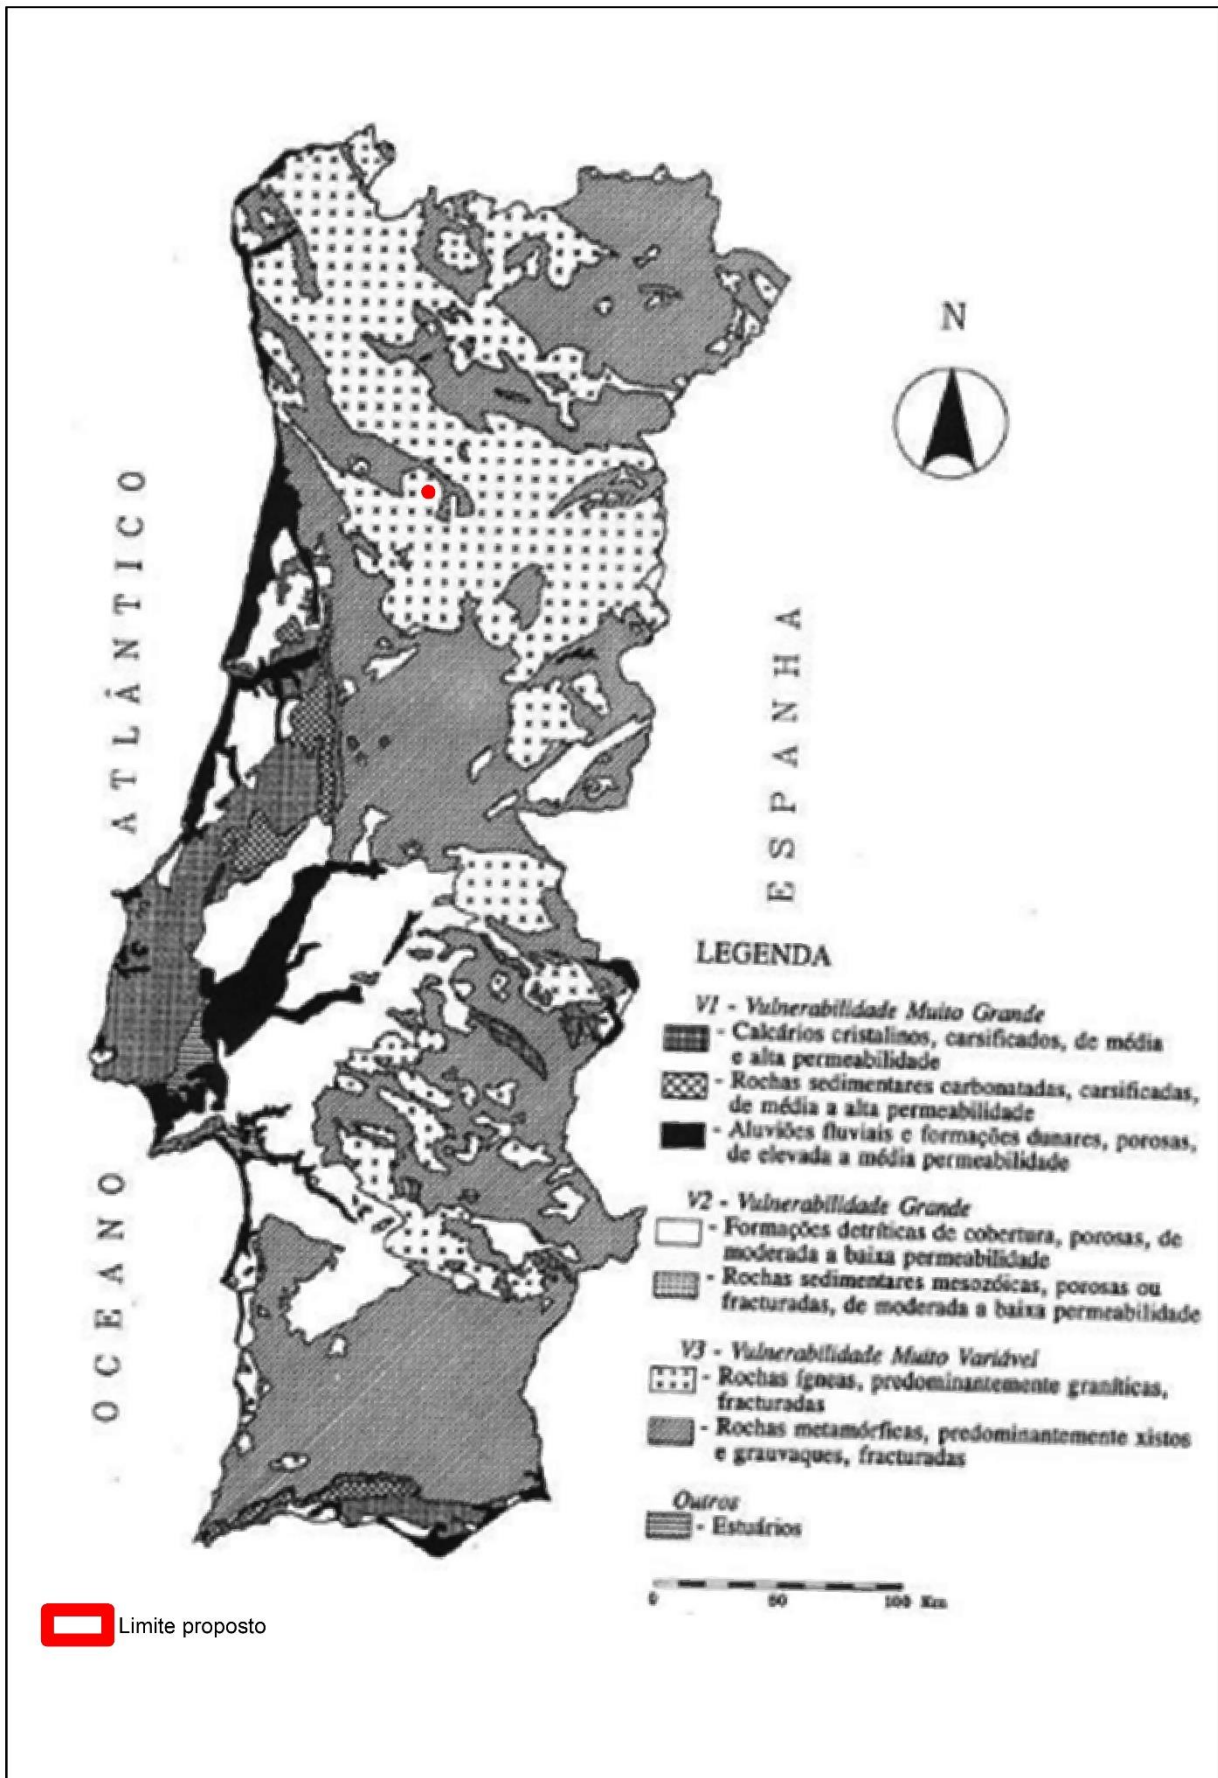 N
OCEANO ATLÂNTICO
ESPANHA
LEGENDA
V1 - Vulnerabilidade Muito Grande
- Calcários cristalinos, carsificados, de média
e alta permeabilidade
- Rochas sedimentares carbonatadas, carsificadas,
de média a alta permeabilidade
- Aluviões fluviais e formações dunares, porosas,
de elevada a média permeabilidade
V2 - Vulnerabilidade Grande
- Formações detríticas de cobertura, porosas, de
moderada a baixa permeabilidade
- Rochas sedimentares mesozóicas, porosas ou
fracturadas, de moderada a baixa permeabilidade
V3 - Vulnerabilidade Muito Variável
- Rochas ígneas, predominantemente graníticas,
fracturadas
- Rochas metamórficas, predominantemente xistos
e grauvaques, fracturadas
Outros
- Estuários
0 50 100 Km
Limite proposto